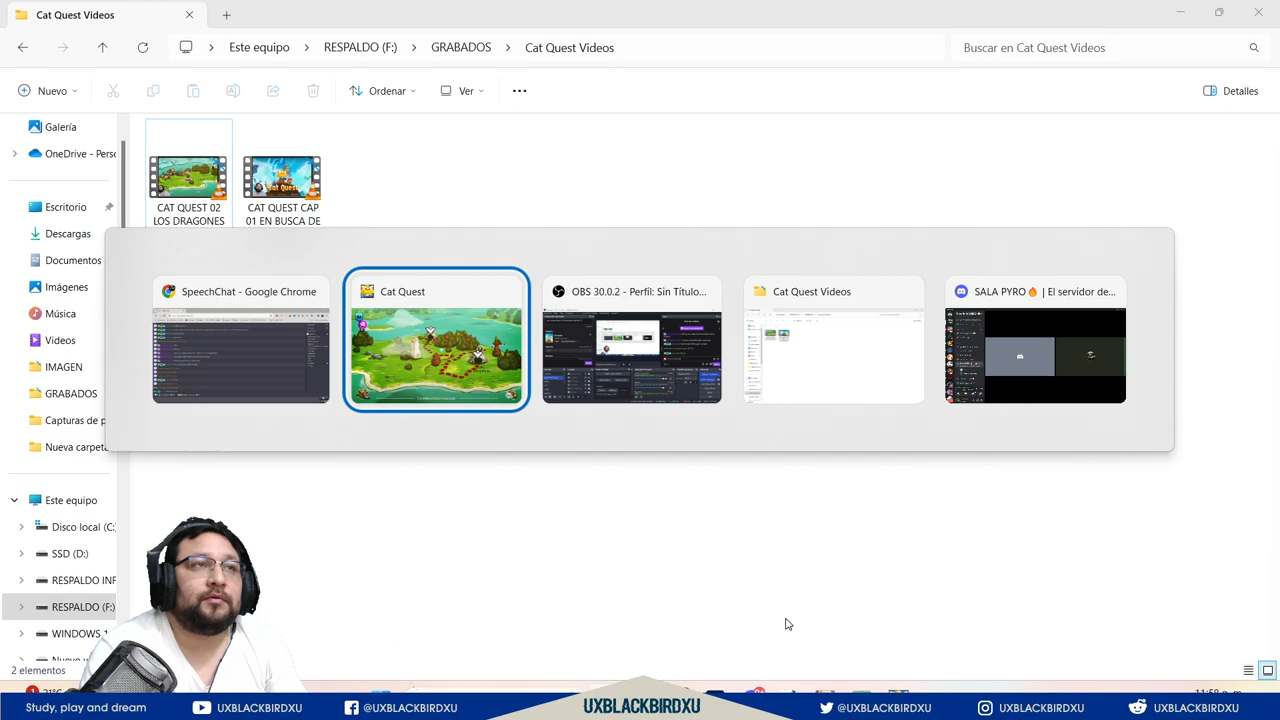 Cat Quest Videos
Este equipo > RESPALDO (F:) > GRABADOS > Cat Quest Videos
Buscar en Cat Quest Videos
Nuevo
Ordenar
Ver
Detalles
Galería
OneDrive - Perso
Escritorio
Descargas
Documentos
Imágenes
Música
Videos
IMAGEN
GRABADOS
Capturas de p
Nueva carpeta
Este equipo
Disco local (C:
SSD (D:)
RESPALDO INF
RESPALDO (F:)
WINDOWS 1
2 elementos
CAT QUEST 02
LOS DRAGONES
CAT QUEST CAP
01 EN BUSCA DE
SpeechChat - Google Chrome
Cat Quest
OBS 30.0.2 - Perfil: Sin Título...
Cat Quest Videos
SALA PYRO🔥 | El servidor de...
11:58 p. m.
Study, play and dream
UXBLACKBIRDXU
@UXBLACKBIRDXU
UXBLACKBIRDXU
@UXBLACKBIRDXU
UXBLACKBIRDXU
UXBLACKBIRDXU